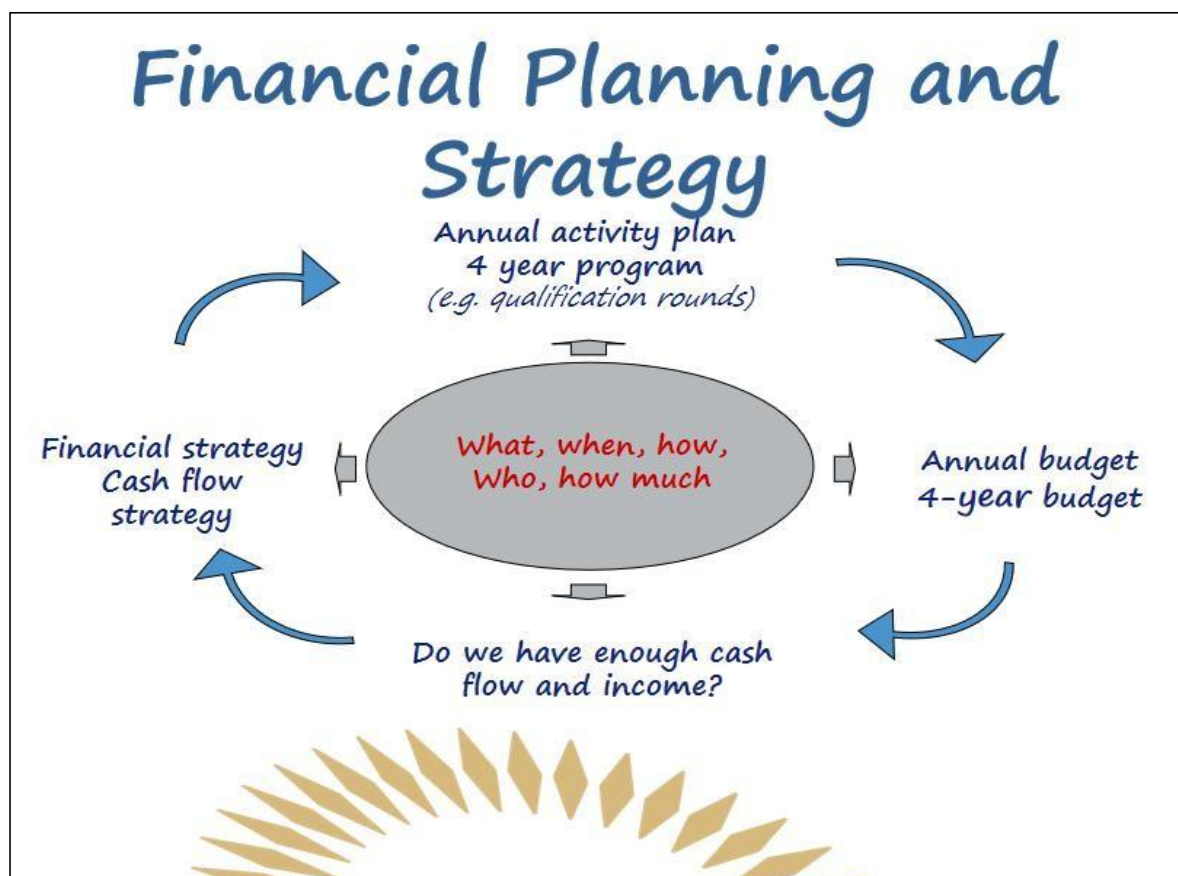 Financial Planning and
Strategy
Annual activity plan
4 year program
(e.g. qualification rounds)
Financial strategy
Cash flow
strategy
What, when, how,
Who, how much
Annual budget
4-year budget
Do we have enough cash
flow and income?